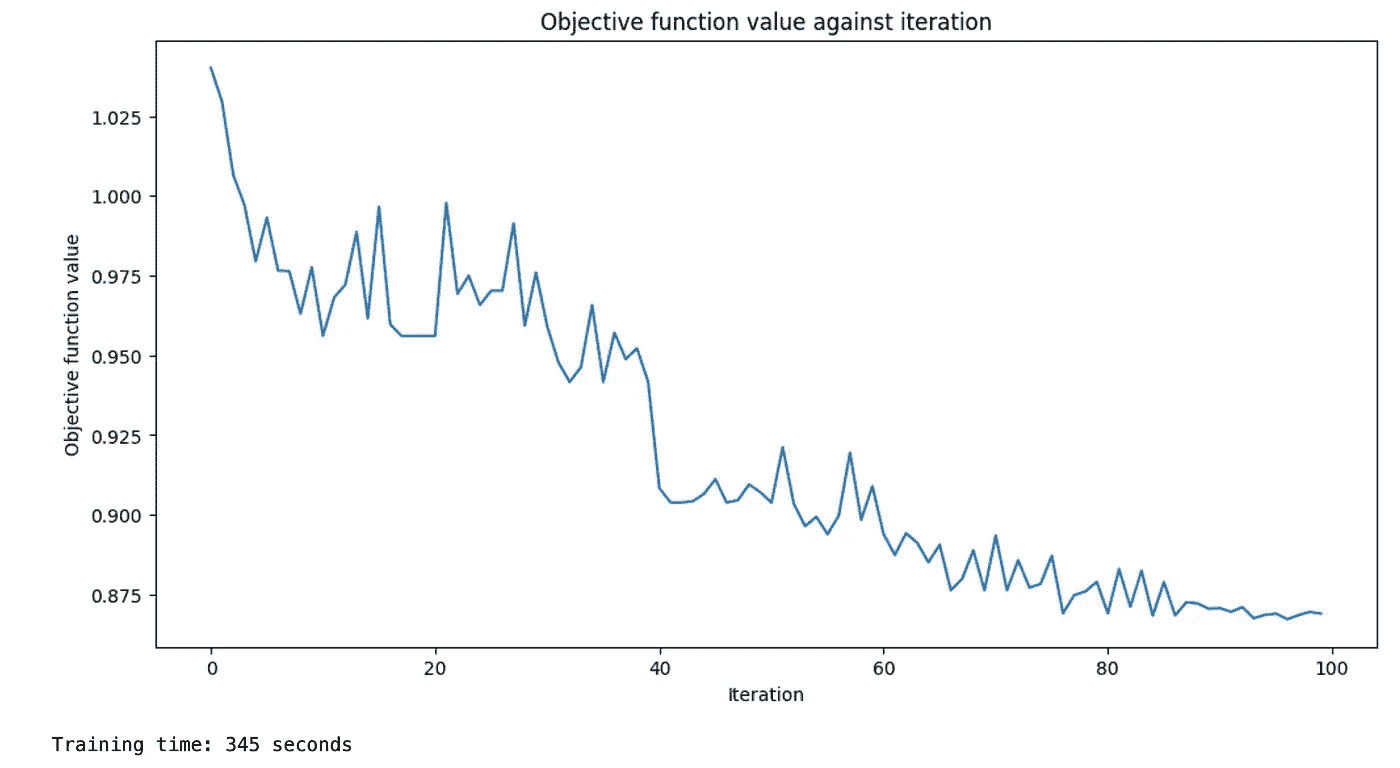 Objective function value against iteration
Objective function value
1.025
1.000
0.975
0.950
0.925
0.900
0.875
0 20 40 60 80 100
Iteration
Training time: 345 seconds